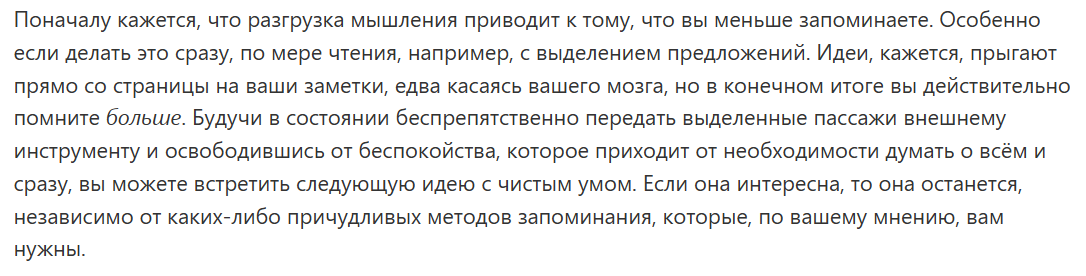 Поначалу кажется, что разгрузка мышления приводит к тому, что вы меньше запоминаете. Особенно
если делать это сразу, по мере чтения, например, с выделением предложений. Идеи, кажется, прыгают
прямо со страницы на ваши заметки, едва касаясь вашего мозга, но в конечном итоге вы действительно
помните больше. Будучи в состоянии беспрепятственно передать выделенные пассажи внешнему
инструменту и освободившись от беспокойства, которое приходит от необходимости думать о всём и
сразу, вы можете встретить следующую идею с чистым умом. Если она интересна, то она останется,
независимо от каких-либо причудливых методов запоминания, которые, по вашему мнению, вам
нужны.